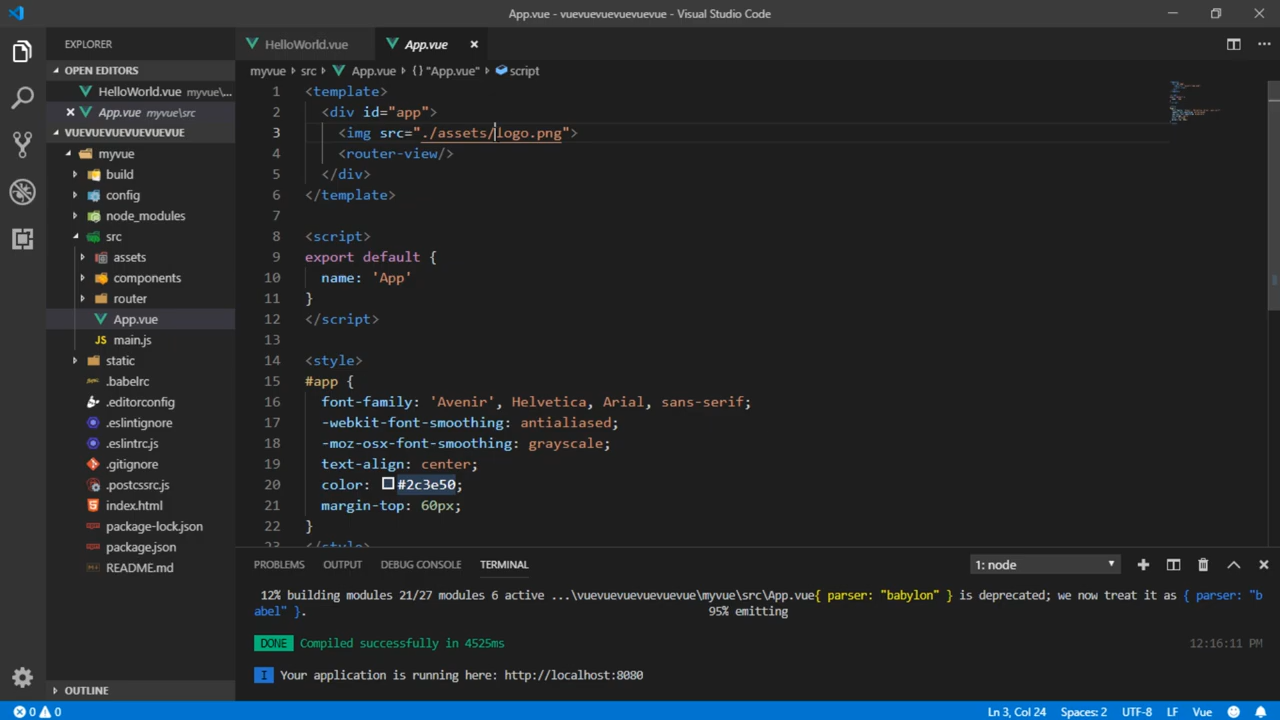 App.vue - vuevuevuevuevuevue - Visual Studio Code
EXPLORER
OPEN EDITORS
HelloWorld.vue myvue\...
App.vue myvue\src
VUEVUEVUEVUEVUEVUE
myvue
build
config
node_modules
src
assets
components
router
App.vue
JS main.js
static
.babelrc
.editorconfig
.eslintignore
.eslintrc.js
.gitignore
.postcssrc.js
index.html
package-lock.json
package.json
README.md
OUTLINE
HelloWorld.vue App.vue
myvue › src › App.vue › {} "App.vue" › script
1 <template>
2 <div id="app">
3 <img src="./assets/logo.png">
4 <router-view/>
5 </div>
6 </template>
7
8 <script>
9 export default {
10 name: 'App'
11 }
12 </script>
13
14 <style>
15 #app {
16 font-family: 'Avenir', Helvetica, Arial, sans-serif;
17 -webkit-font-smoothing: antialiased;
18 -moz-osx-font-smoothing: grayscale;
19 text-align: center;
20 color: #2c3e50;
21 margin-top: 60px;
22 }
23 </style>
PROBLEMS OUTPUT DEBUG CONSOLE TERMINAL 1: node
12% building modules 21/27 modules 6 active ...\vuevuevuevuevuevue\myvue\src\App.vue{ parser: "babylon" } is deprecated; we now treat it as { parser: "b
abel" }. 95% emitting
DONE Compiled successfully in 4525ms 12:16:11 PM
I Your application is running here: http://localhost:8080
0 0 Ln 3, Col 24 Spaces: 2 UTF-8 LF Vue